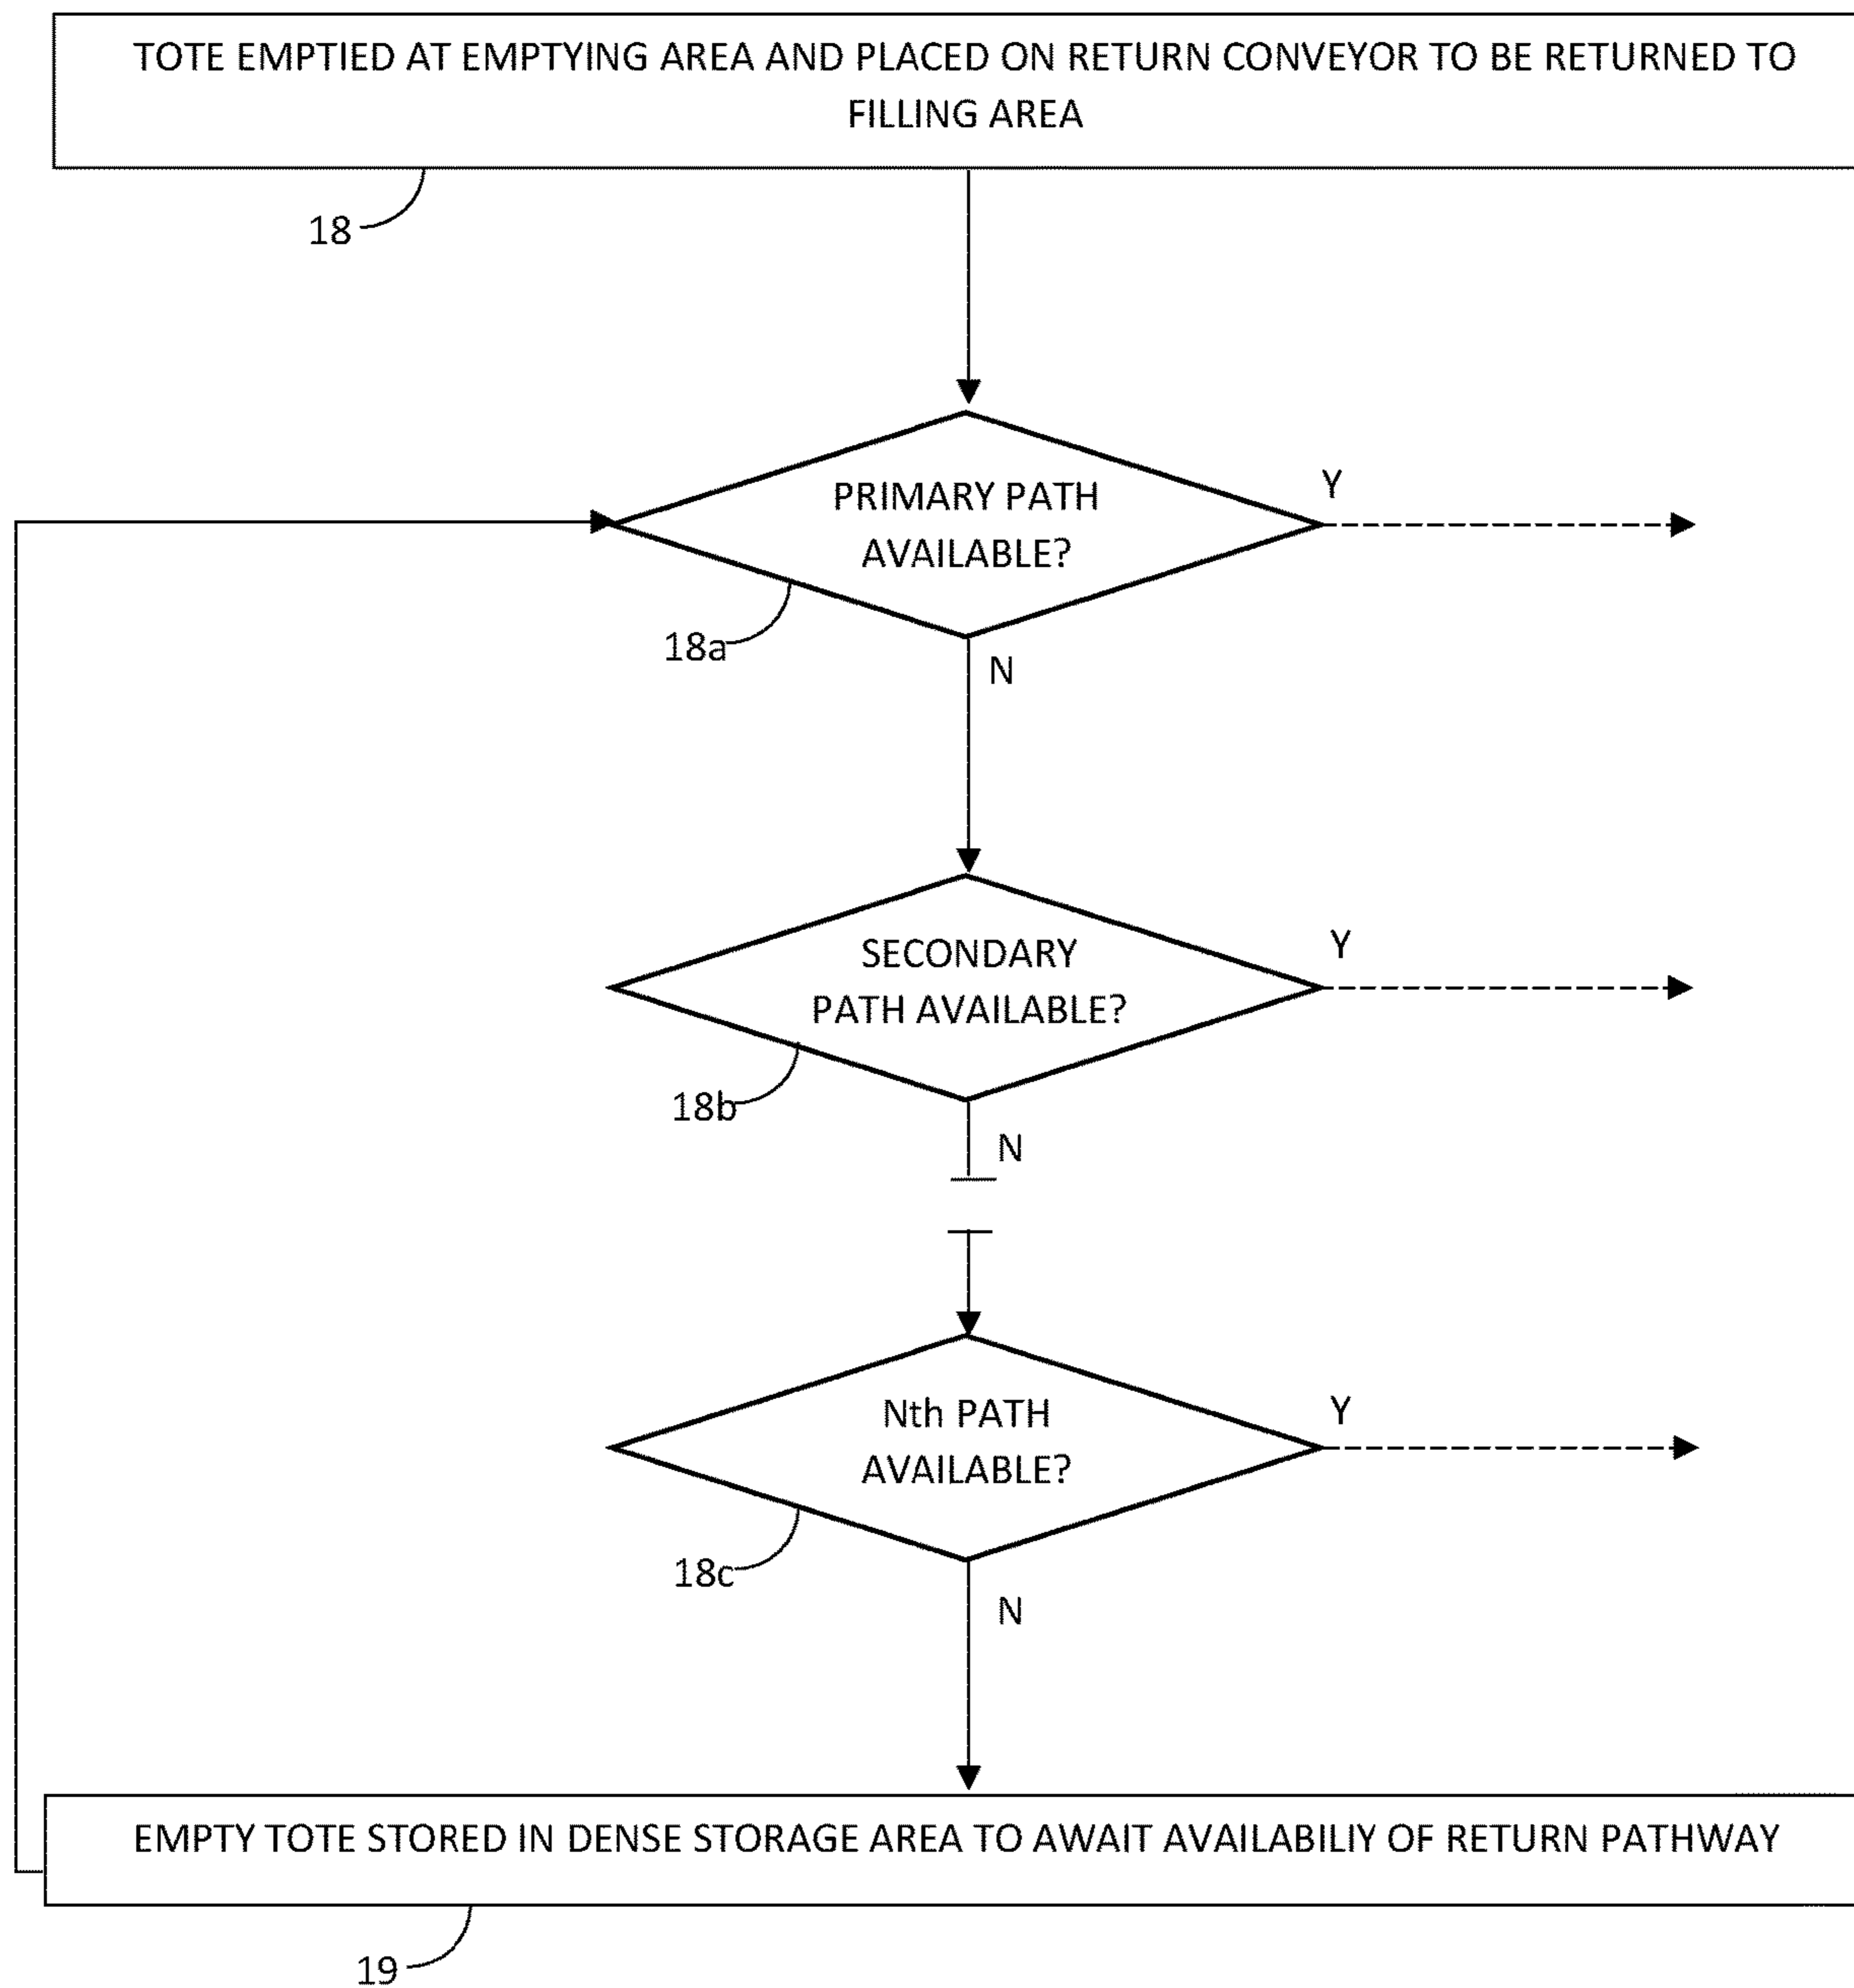 TOTE EMPTIED AT EMPTYING AREA AND PLACED ON RETURN CONVEYOR TO BE RETURNED TO
FILLING AREA
18
PRIMARY PATH
AVAILABLE?
Y
18a
N
SECONDARY
PATH AVAILABLE?
Y
18b
N
Nth PATH
AVAILABLE?
Y
18c
N
EMPTY TOTE STORED IN DENSE STORAGE AREA TO AWAIT AVAILABILIY OF RETURN PATHWAY
19